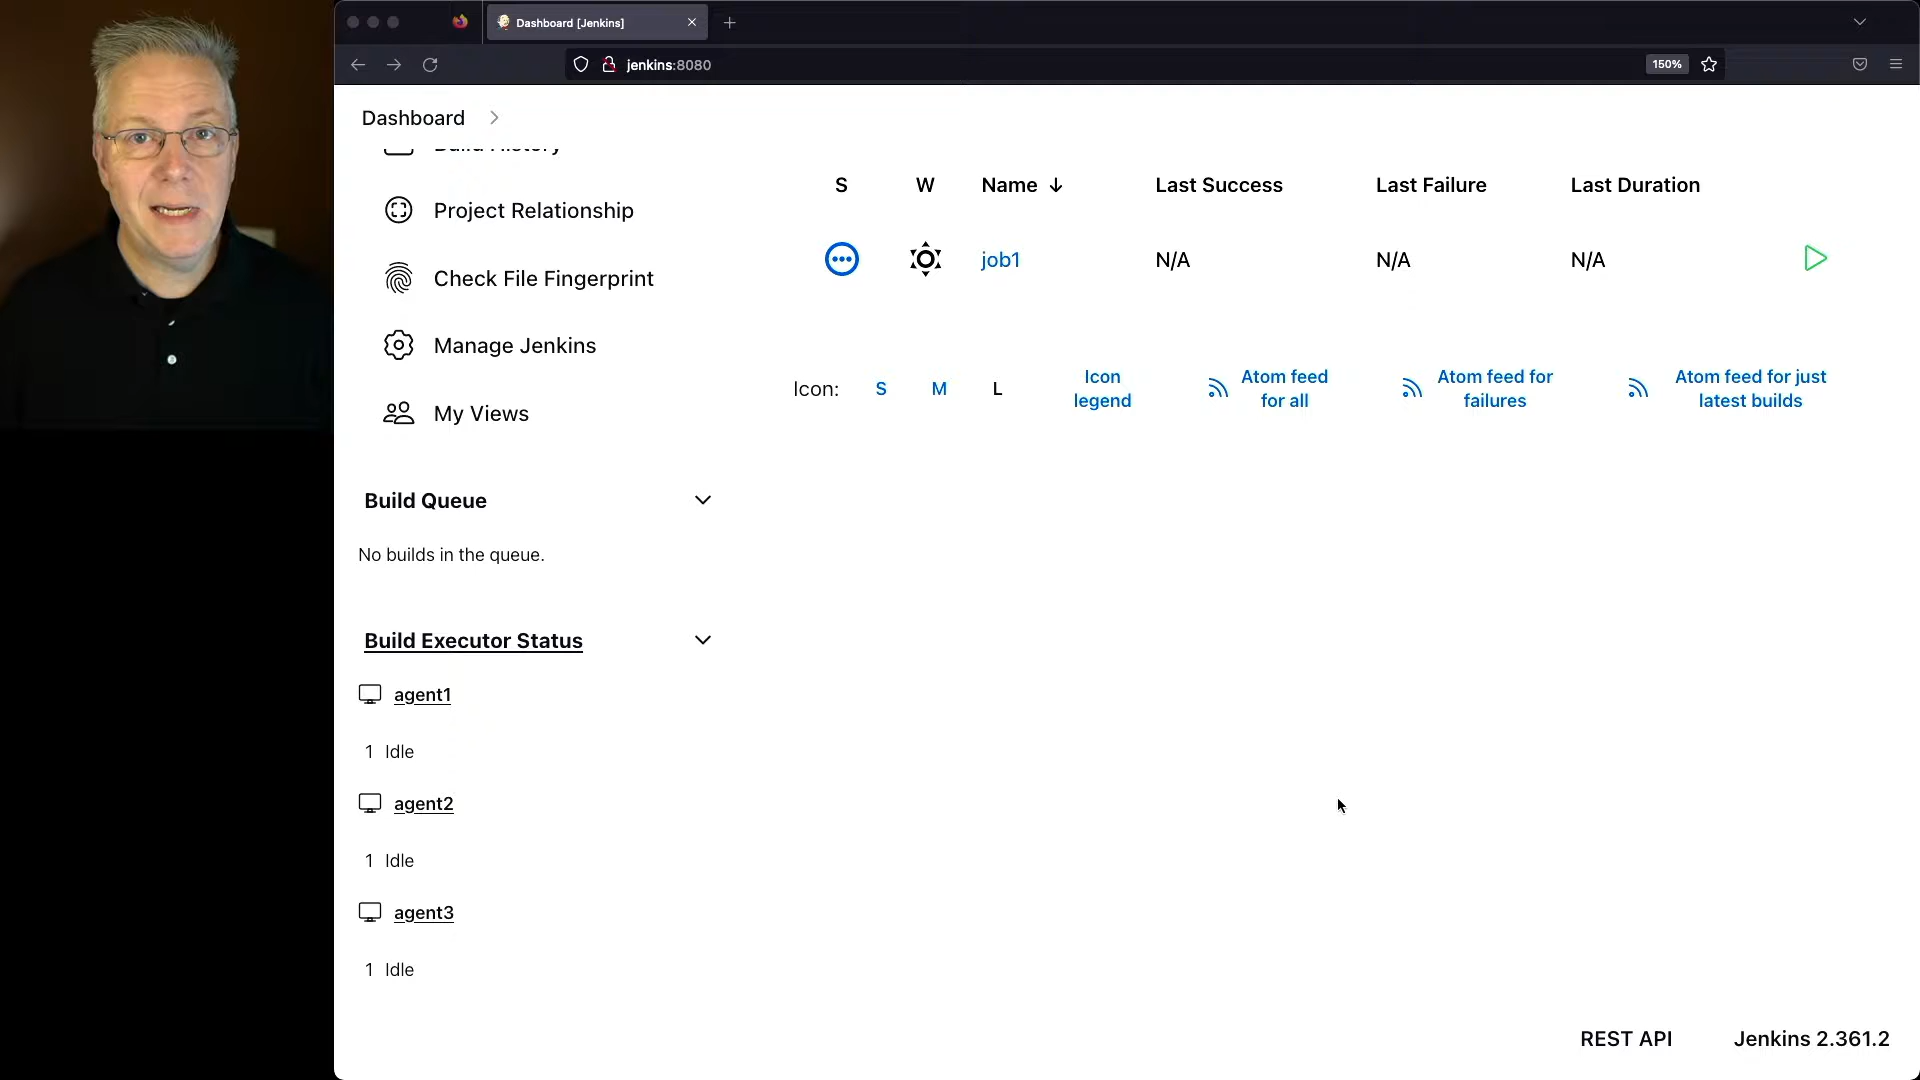 Dashboard [Jenkins]
jenkins:8080
150%
Dashboard
Build History
Project Relationship
Check File Fingerprint
Manage Jenkins
My Views
Build Queue
No builds in the queue.
Build Executor Status
agent1
1 Idle
agent2
1 Idle
agent3
1 Idle
S W Name ↓ Last Success Last Failure Last Duration
job1 N/A N/A N/A
Icon: S M L
Icon
legend
Atom feed
for all
Atom feed for
failures
Atom feed for just
latest builds
REST API Jenkins 2.361.2